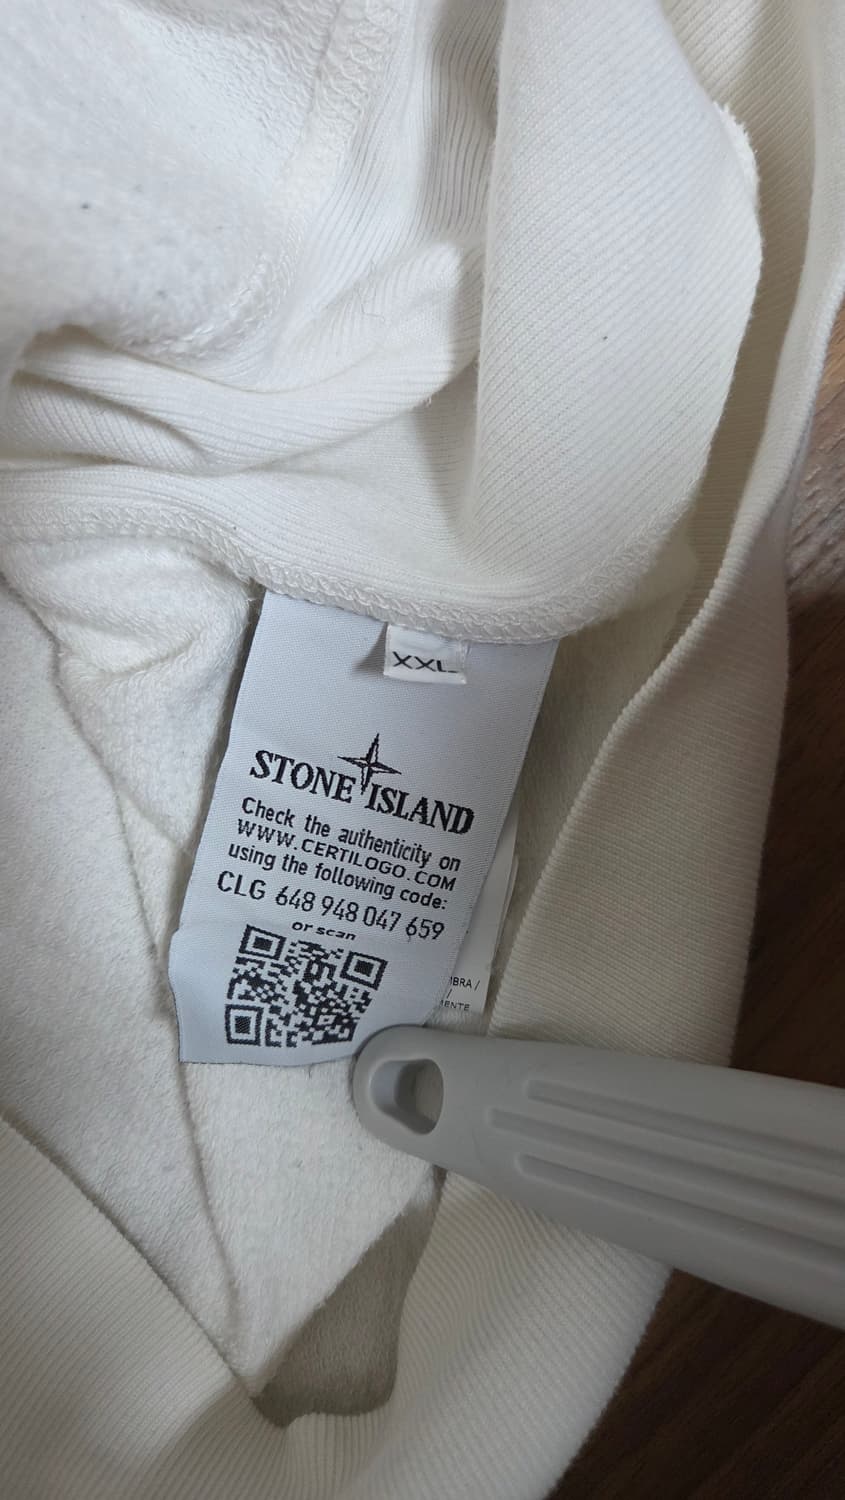 XXL
STONE ISLAND
Check the authenticity on
WWW.CERTILOGO.COM
using the following code:
CLG 648 948 047 659
or scan
/
/